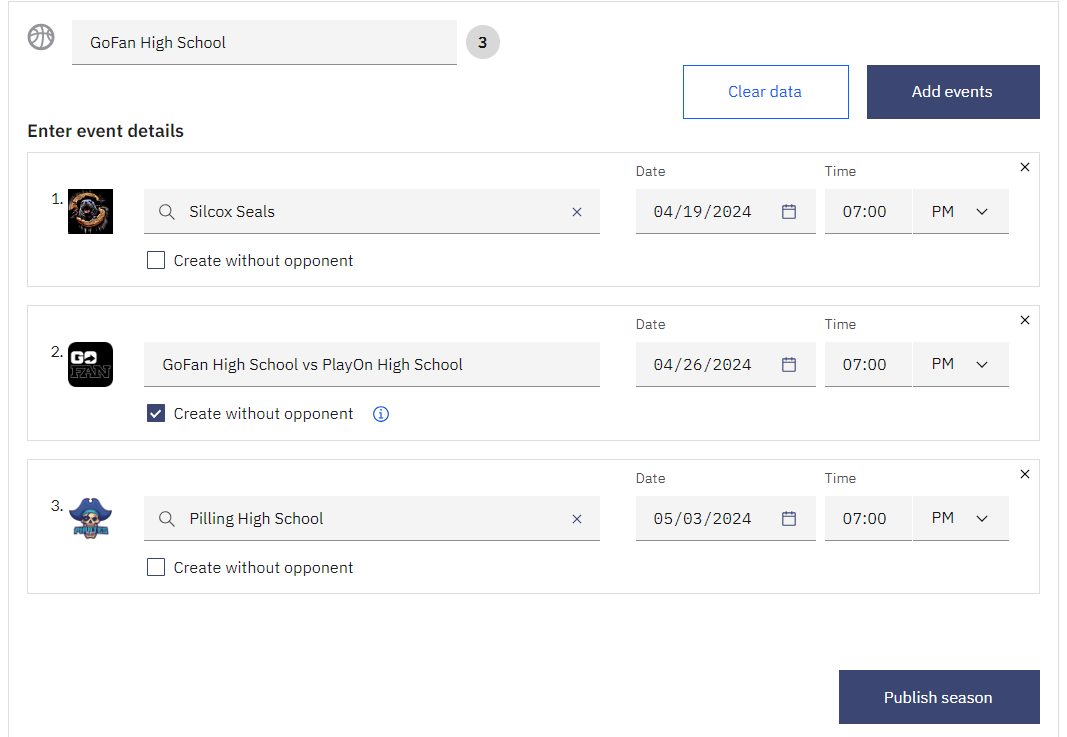 GoFan High School
3
Clear data
Add events
Enter event details
Date
Time
1.
Silcox Seals
04/19/2024
07:00
PM
Create without opponent
Date
Time
2.
GO
FAN
GoFan High School vs PlayOn High School
04/26/2024
07:00
PM
Create without opponent
Date
Time
3.
PIRATES
Pilling High School
05/03/2024
07:00
PM
Create without opponent
Publish season